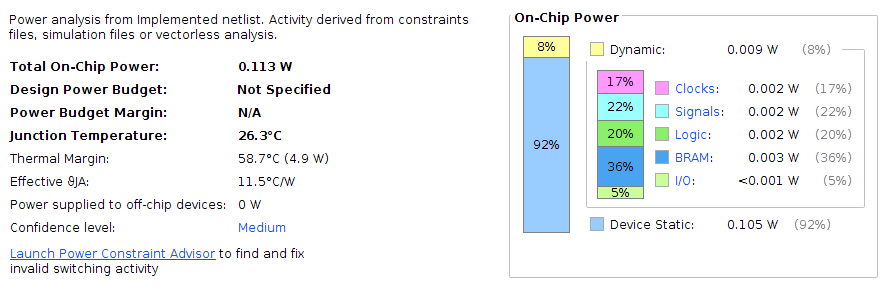 Power analysis from Implemented netlist. Activity derived from constraints
files, simulation files or vectorless analysis.
Total On-Chip Power: 0.113 W
Design Power Budget: Not Specified
Power Budget Margin: N/A
Junction Temperature: 26.3°C
Thermal Margin: 58.7°C (4.9 W)
Effective ϑJA: 11.5°C/W
Power supplied to off-chip devices: 0 W
Confidence level: Medium
Launch Power Constraint Advisor to find and fix
invalid switching activity
On-Chip Power
8%
92%
Dynamic: 0.009 W (8%)
17% Clocks: 0.002 W (17%)
22% Signals: 0.002 W (22%)
20% Logic: 0.002 W (20%)
36% BRAM: 0.003 W (36%)
5% I/O: <0.001 W (5%)
Device Static: 0.105 W (92%)